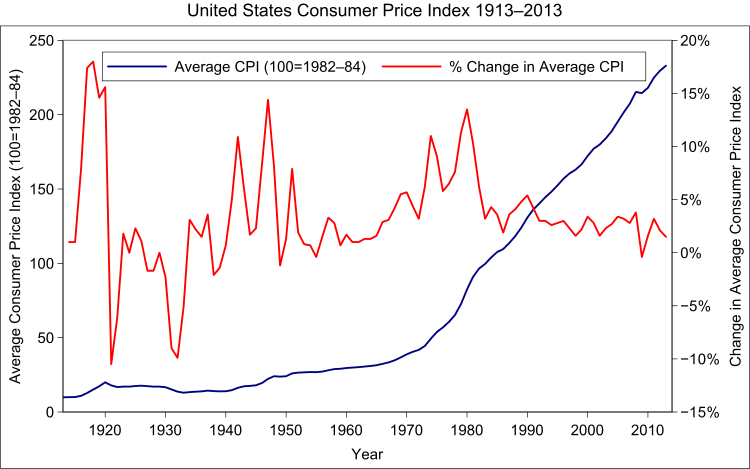 United States Consumer Price Index 1913–2013
Average CPI (100=1982–84)
% Change in Average CPI
Average Consumer Price Index (100=1982–84)
250
200
150
100
50
0
20%
15%
10%
5%
0%
−5%
−10%
−15%
Change in Average Consumer Price Index
1920 1930 1940 1950 1960 1970 1980 1990 2000 2010
Year